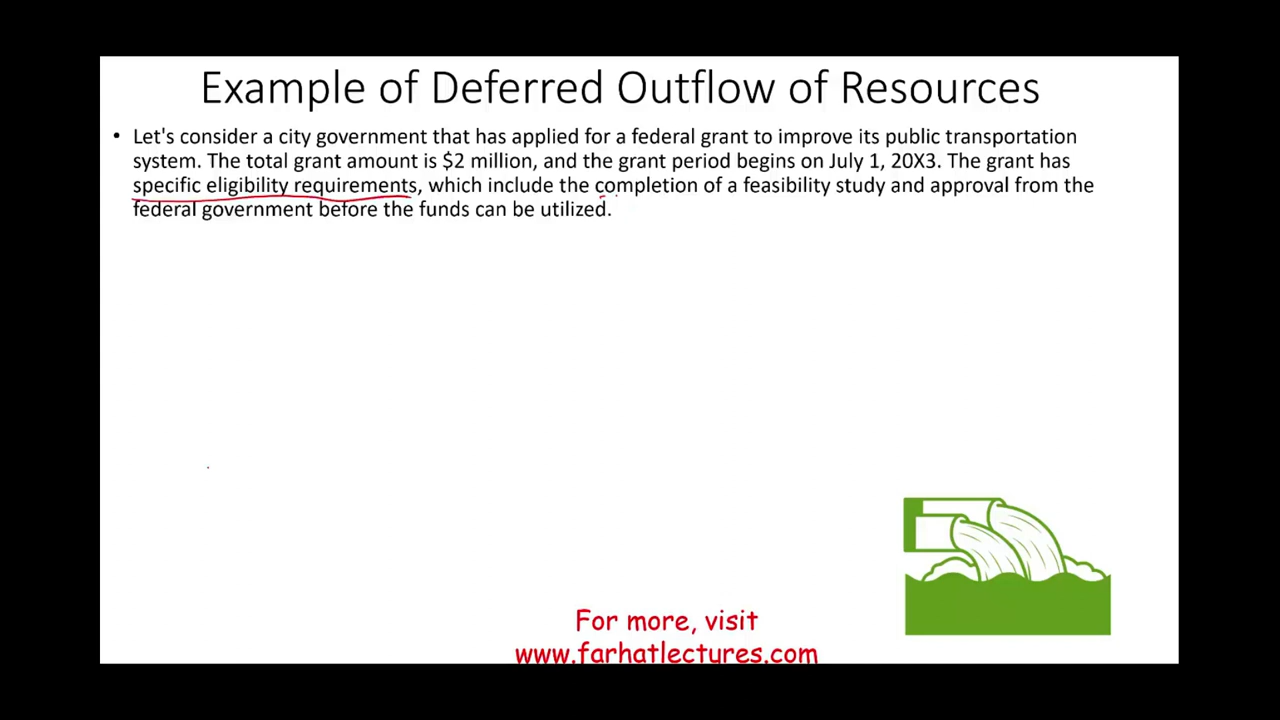 Example of Deferred Outflow of Resources
• Let's consider a city government that has applied for a federal grant to improve its public transportation
system. The total grant amount is $2 million, and the grant period begins on July 1, 20X3. The grant has
specific eligibility requirements, which include the completion of a feasibility study and approval from the
federal government before the funds can be utilized.
For more, visit
www.farhatlectures.com